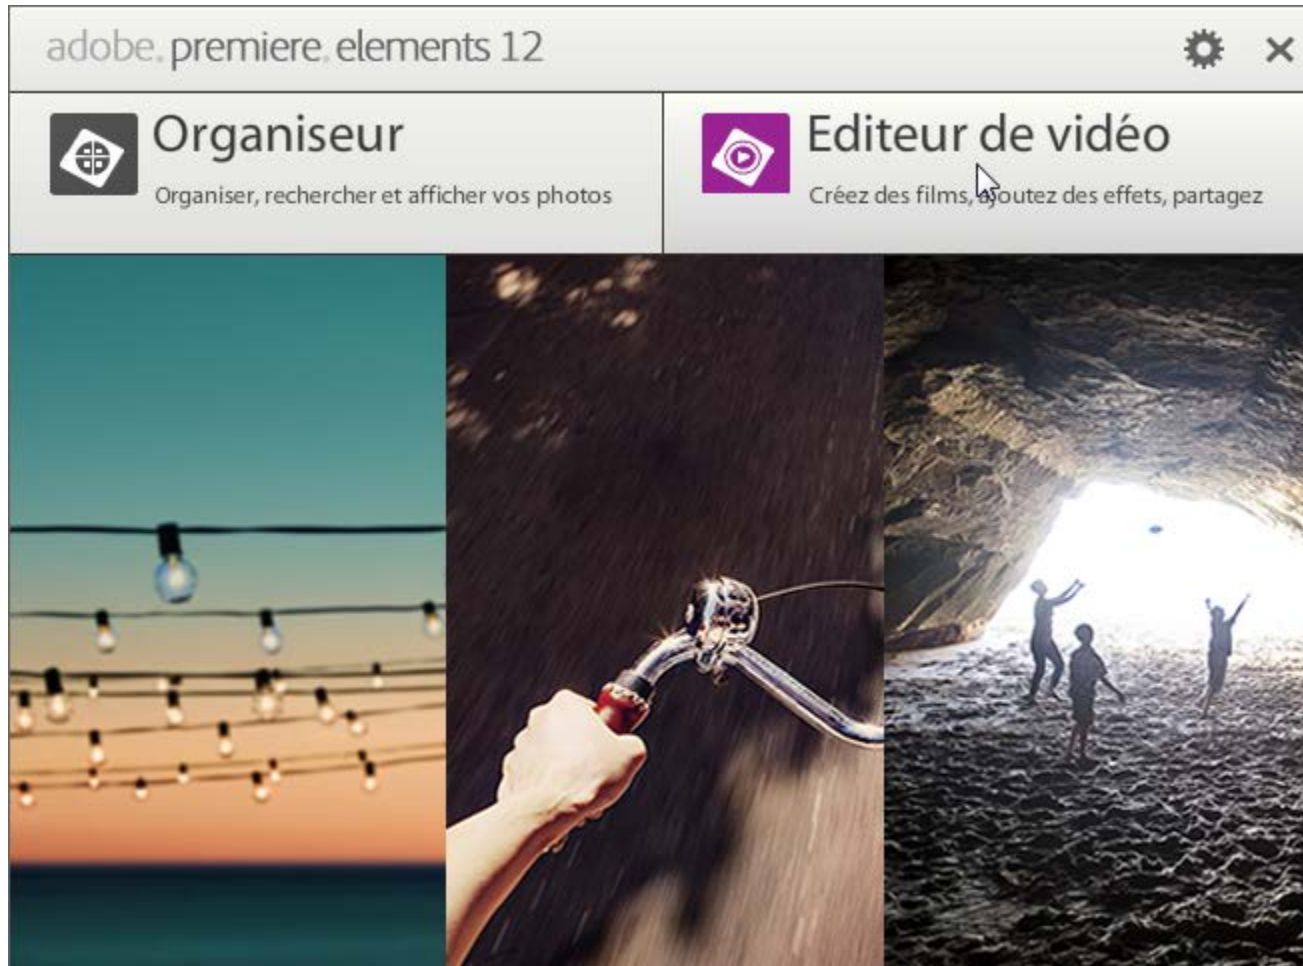 adobe. premiere. elements 12
Organiseur
Organiser, rechercher et afficher vos photos
Editeur de vidéo
Créez des films, ajoutez des effets, partagez